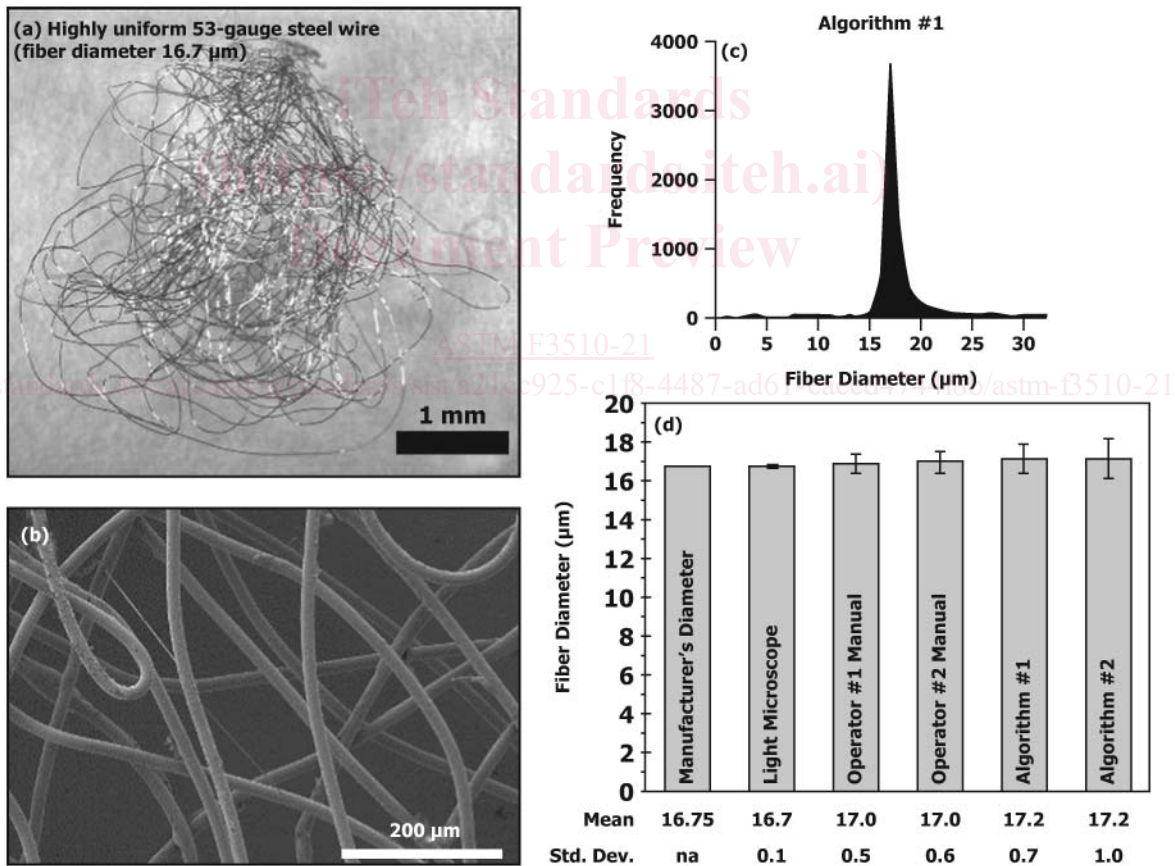 (a) Highly uniform 53-gauge steel wire
(fiber diameter 16.7 µm)
1 mm
(b)
200 µm
Algorithm #1
(c)
Frequency
4000
3000
2000
1000
0
0 5 10 15 20 25 30
Fiber Diameter (µm)
iTeh Standards
(https://standards.iteh.ai)
Document Preview
ASTM F3510-21
(d)
Fiber Diameter (µm)
20
18
16
14
12
10
8
6
4
2
0
Manufacturer's Diameter
Light Microscope
Operator #1 Manual
Operator #2 Manual
Algorithm #1
Algorithm #2
Mean 16.75 16.7 17.0 17.0 17.2 17.2
Std. Dev. na 0.1 0.5 0.6 0.7 1.0